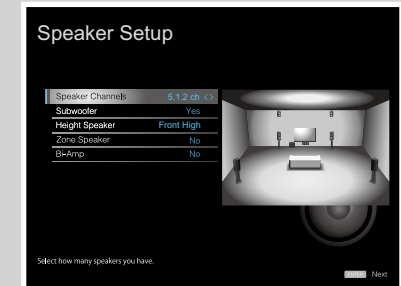 Speaker Setup
Speaker Channels 5.1.2 ch < >
Subwoofer Yes
Height Speaker Front High
Zone Speaker No
Bi-Amp No
Select how many speakers you have.
ENTER Next